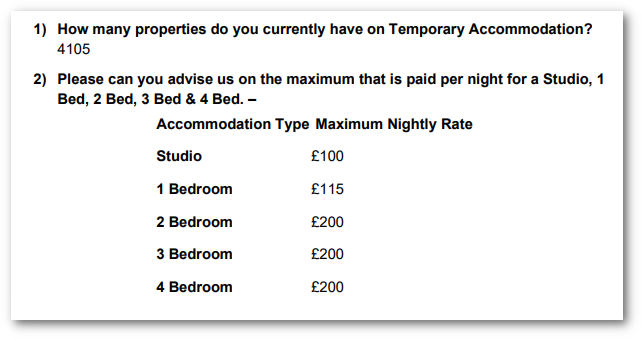 1) How many properties do you currently have on Temporary Accommodation?
4105
2) Please can you advise us on the maximum that is paid per night for a Studio, 1
Bed, 2 Bed, 3 Bed & 4 Bed. –
Accommodation Type Maximum Nightly Rate
Studio £100
1 Bedroom £115
2 Bedroom £200
3 Bedroom £200
4 Bedroom £200